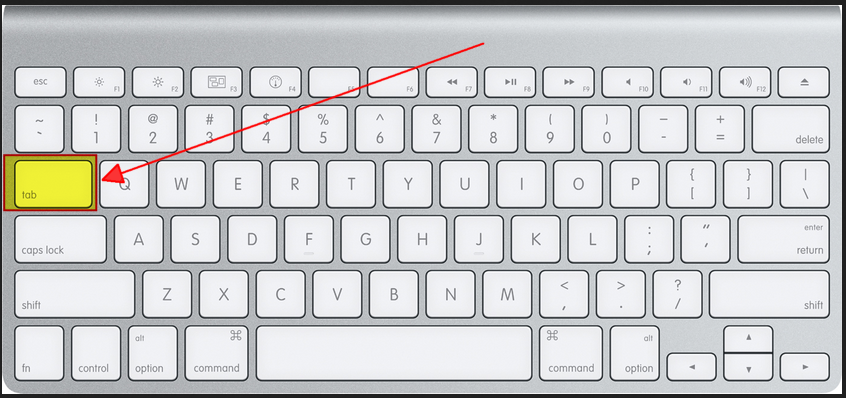 esc F1 F2 F3 F4 F5 F6 F7 F8 F9 F10 F11 F12
~ ! @ # $ % ^ & * ( ) – +
` 1 2 3 4 5 6 7 8 9 0 - = delete
tab Q W E R T Y U I O P { } |
[ ] \
caps lock A S D F G H J K L : ; " ' enter return
shift Z X C V B N M < , > . ? / shift
alt ⌘ ⌘ alt
fn control option command command option